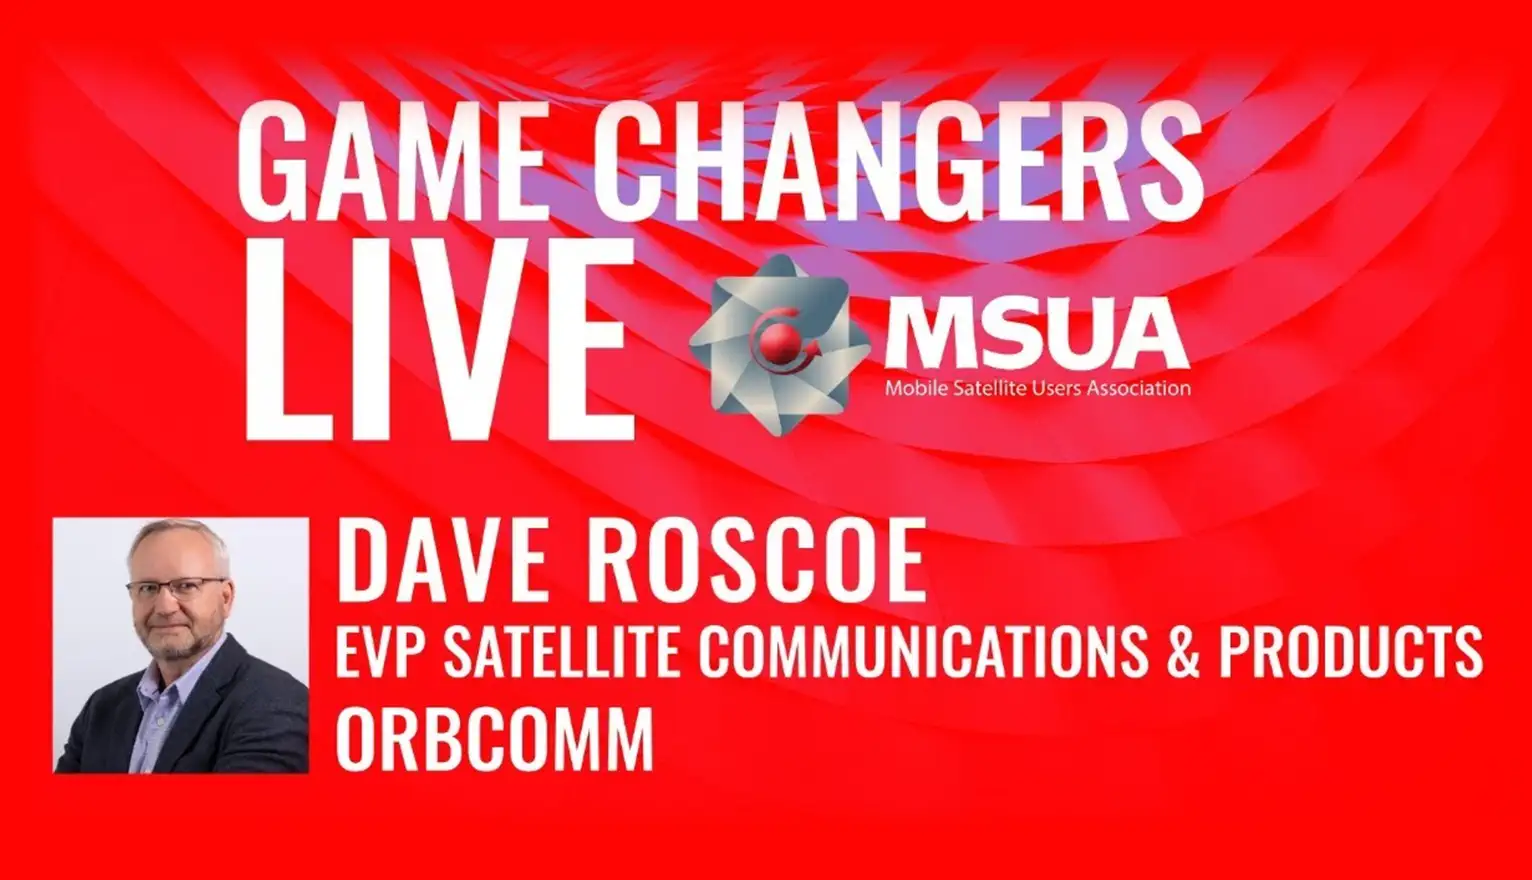 GAME CHANGERS
LIVE
MSUA
Mobile Satellite Users Association
DAVE ROSCOE
EVP SATELLITE COMMUNICATIONS & PRODUCTS
ORBCOMM